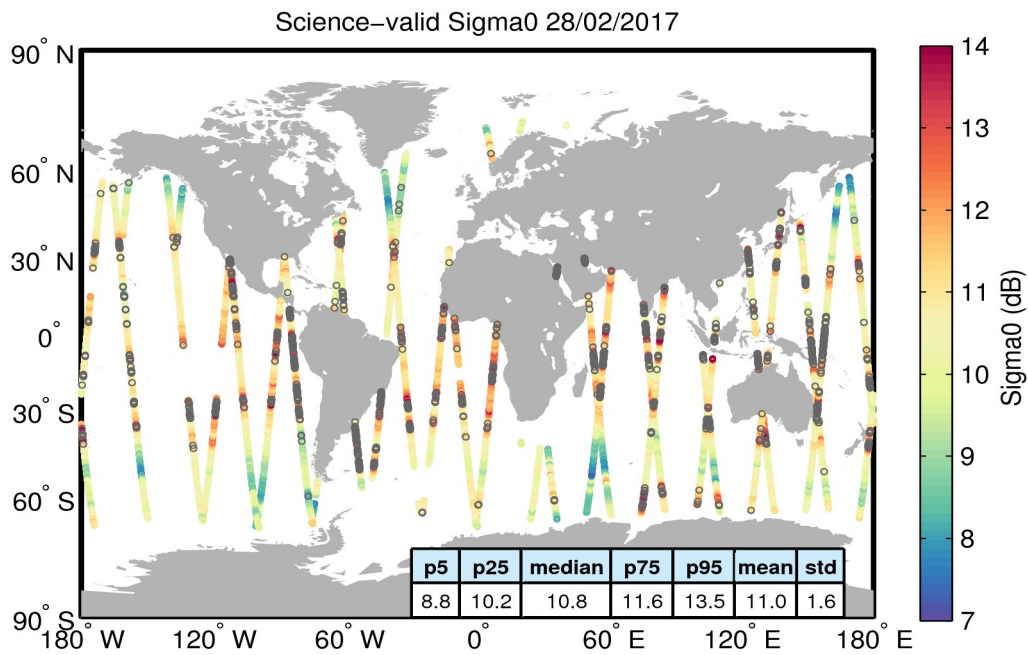 Science−valid Sigma0 28/02/2017
90° N
60° N
30° N
0°
30° S
60° S
90° S
180° W
120° W
60° W
0°
60° E
120° E
180° E
p5 p25 median p75 p95 mean std
8.8 10.2 10.8 11.6 13.5 11.0 1.6
14
13
12
11
10
9
8
7
Sigma0 (dB)